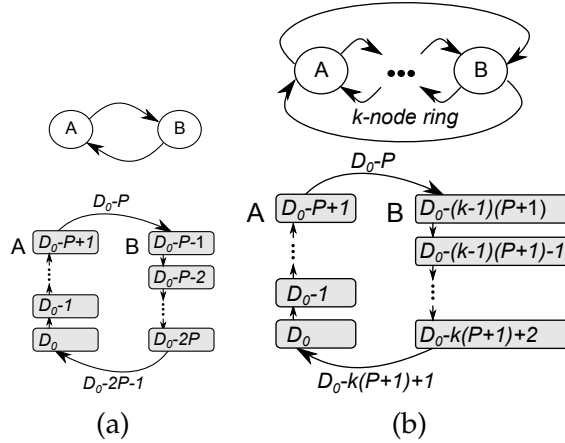 A
B
D₀-P
A
D₀-P+1
D₀-1
D₀
B
D₀-P-1
D₀-P-2
D₀-2P
D₀-2P-1
(a)
A
•••
B
k-node ring
D₀-P
A
D₀-P+1
D₀-1
D₀
B
D₀-(k-1)(P+1)
D₀-(k-1)(P+1)-1
D₀-k(P+1)+2
D₀-k(P+1)+1
(b)